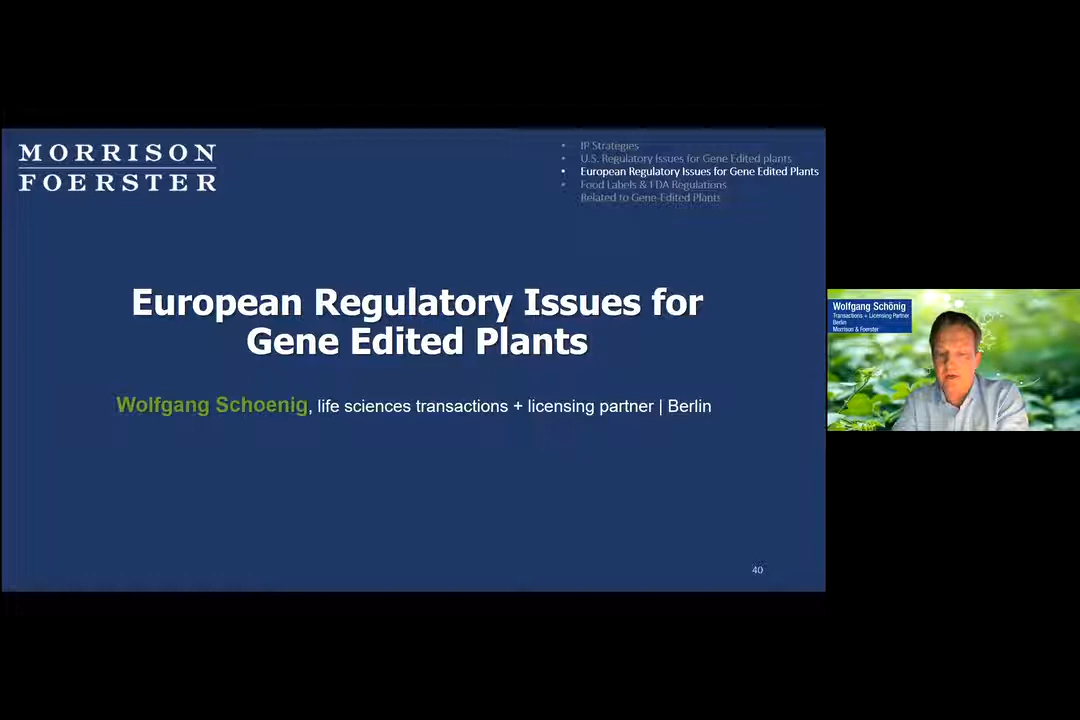 MORRISON
FOERSTER
• IP Strategies
• U.S. Regulatory Issues for Gene Edited plants
• European Regulatory Issues for Gene Edited Plants
• Food Labels & FDA Regulations
Related to Gene-Edited Plants
European Regulatory Issues for
Gene Edited Plants
Wolfgang Schoenig, life sciences transactions + licensing partner | Berlin
40
Wolfgang Schönig
Transactions + Licensing Partner
Berlin
Morrison & Foerster